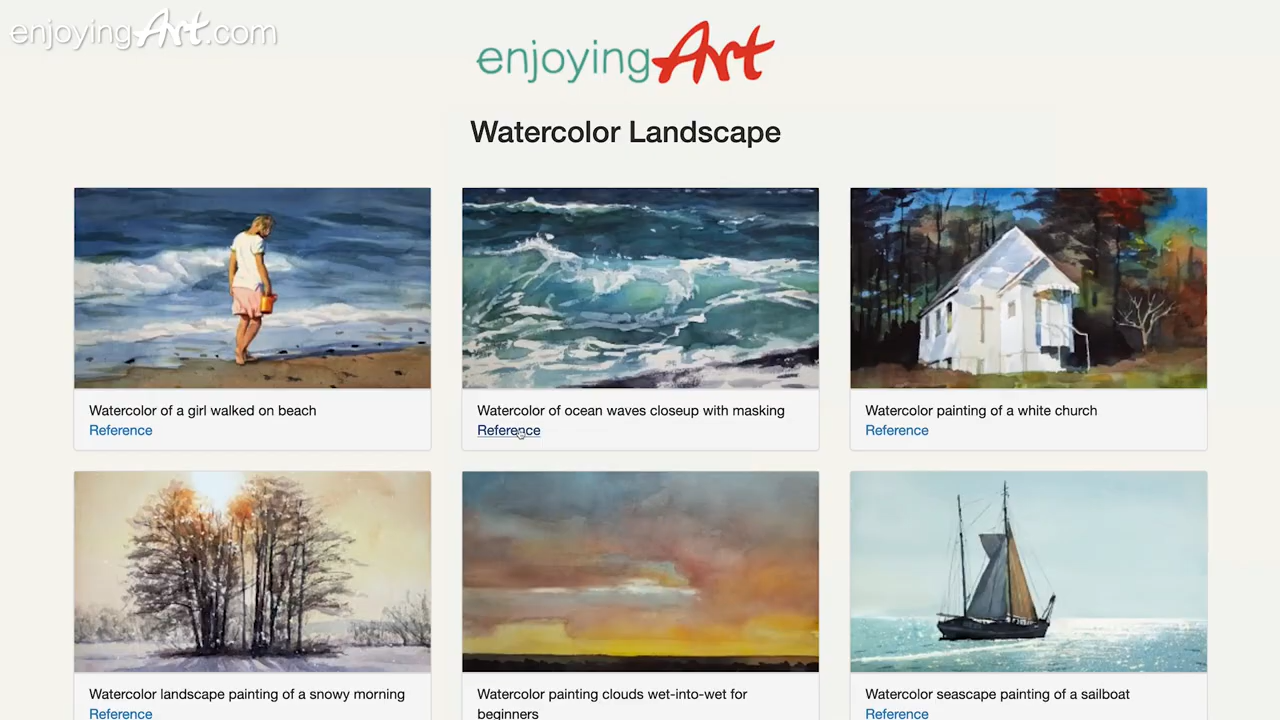 enjoyingArt.com
enjoyingArt
Watercolor Landscape
Watercolor of a girl walked on beach
Reference
Watercolor of ocean waves closeup with masking
Reference
Watercolor painting of a white church
Reference
Watercolor landscape painting of a snowy morning
Reference
Watercolor painting clouds wet-into-wet for
beginners
Watercolor seascape painting of a sailboat
Reference